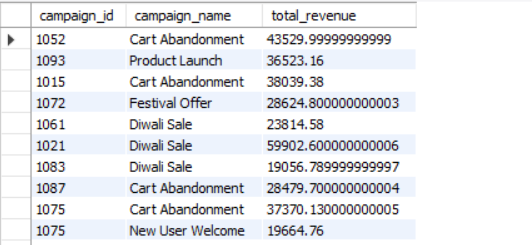 campaign_id campaign_name total_revenue
1052 Cart Abandonment 43529.99999999999
1093 Product Launch 36523.16
1015 Cart Abandonment 38039.38
1072 Festival Offer 28624.800000000003
1061 Diwali Sale 23814.58
1021 Diwali Sale 59902.600000000006
1083 Diwali Sale 19056.789999999997
1087 Cart Abandonment 28479.700000000004
1075 Cart Abandonment 37370.130000000005
1075 New User Welcome 19664.76